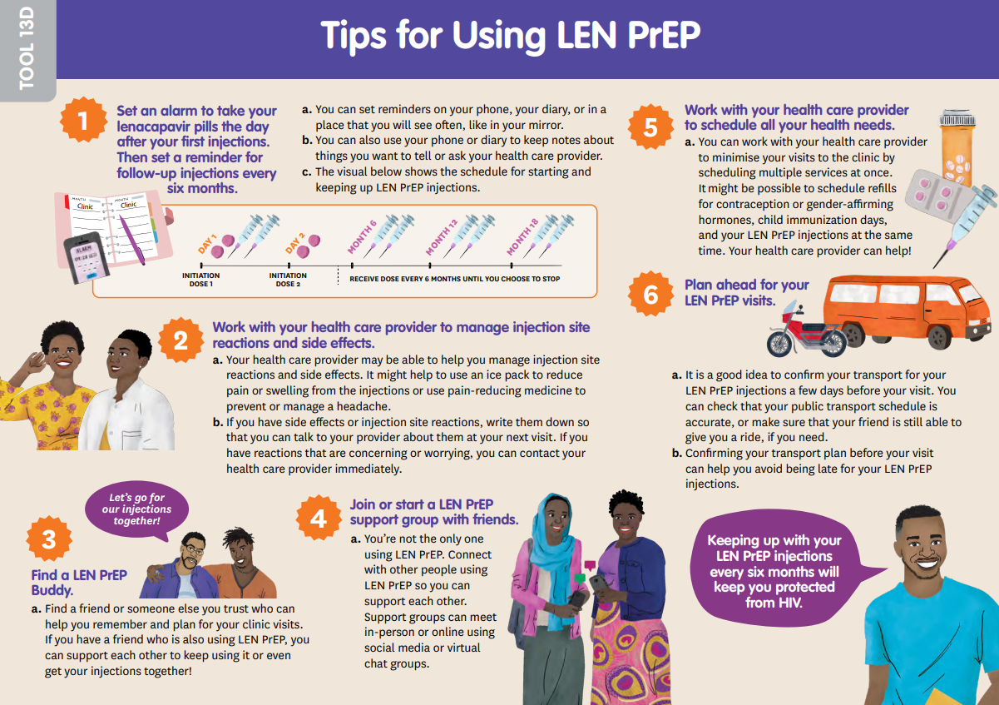 TOOL 13D
Tips for Using LEN PrEP
1
Set an alarm to take your
lenacapavir pills the day
after your first injections.
Then set a reminder for
follow-up injections every
six months.
a. You can set reminders on your phone, your diary, or in a
place that you will see often, like in your mirror.
b. You can also use your phone or diary to keep notes about
things you want to tell or ask your health care provider.
c. The visual below shows the schedule for starting and
keeping up LEN PrEP injections.
MONTH
Clinic
MONTH
Clinic
ALARM
DAY 1
DAY 2
MONTH 6
MONTH 12
MONTH 18
INITIATION
DOSE 1
INITIATION
DOSE 2
RECEIVE DOSE EVERY 6 MONTHS UNTIL YOU CHOOSE TO STOP
2
Work with your health care provider to manage injection site
reactions and side effects.
a. Your health care provider may be able to help you manage injection site
reactions and side effects. It might help to use an ice pack to reduce
pain or swelling from the injections or use pain-reducing medicine to
prevent or manage a headache.
b. If you have side effects or injection site reactions, write them down so
that you can talk to your provider about them at your next visit. If you
have reactions that are concerning or worrying, you can contact your
health care provider immediately.
Let's go for
our injections
together!
3
Find a LEN PrEP
Buddy.
a. Find a friend or someone else you trust who can
help you remember and plan for your clinic visits.
If you have a friend who is also using LEN PrEP, you
can support each other to keep using it or even
get your injections together!
4
Join or start a LEN PrEP
support group with friends.
a. You're not the only one
using LEN PrEP. Connect
with other people using
LEN PrEP so you can
support each other.
Support groups can meet
in-person or online using
social media or virtual
chat groups.
5
Work with your health care provider
to schedule all your health needs.
a. You can work with your health care provider
to minimise your visits to the clinic by
scheduling multiple services at once.
It might be possible to schedule refills
for contraception or gender-affirming
hormones, child immunization days,
and your LEN PrEP injections at the same
time. Your health care provider can help!
6
Plan ahead for your
LEN PrEP visits.
a. It is a good idea to confirm your transport for your
LEN PrEP injections a few days before your visit. You
can check that your public transport schedule is
accurate, or make sure that your friend is still able to
give you a ride, if you need.
b. Confirming your transport plan before your visit
can help you avoid being late for your LEN PrEP
injections.
Keeping up with your
LEN PrEP injections
every six months will
keep you protected
from HIV.